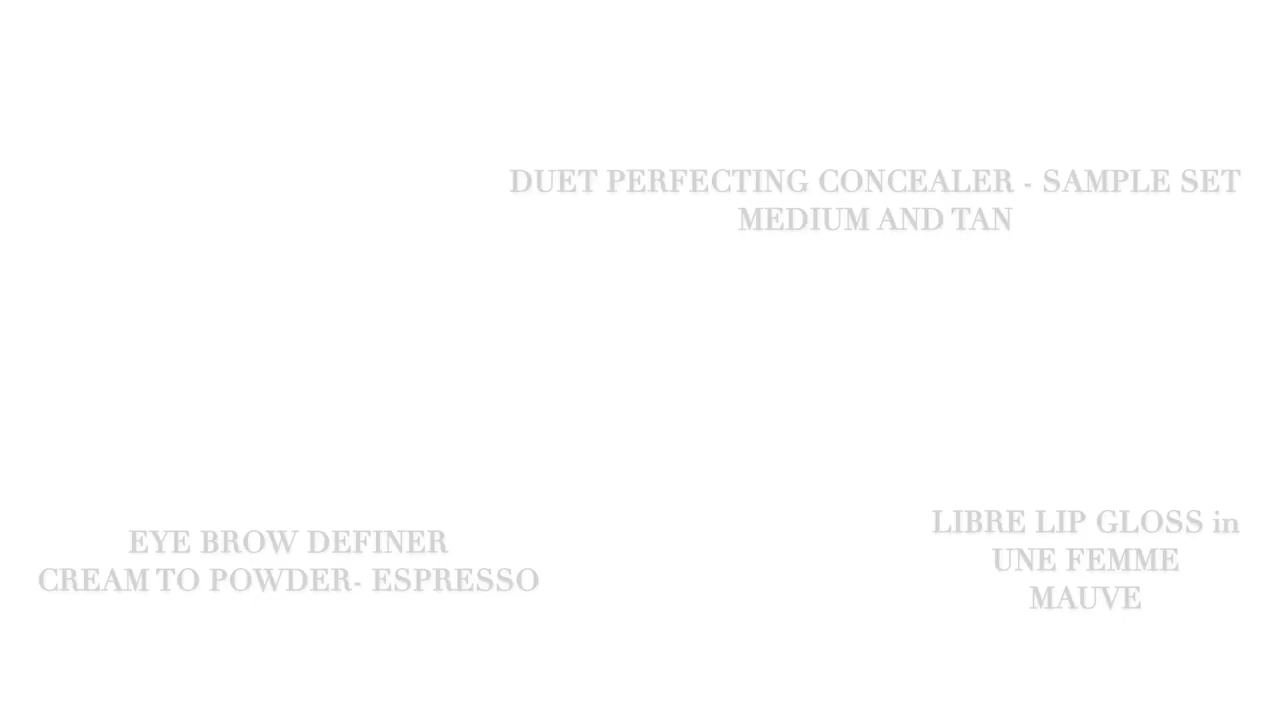 DUET PERFECTING CONCEALER - SAMPLE SET
MEDIUM AND TAN
EYE BROW DEFINER
CREAM TO POWDER- ESPRESSO
LIBRE LIP GLOSS in
UNE FEMME
MAUVE